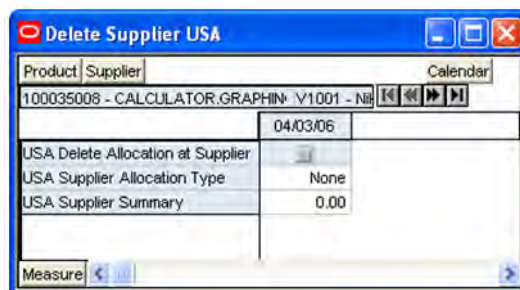 Delete Supplier USA
Product Supplier Calendar
100035008 - CALCULATOR.GRAPHIN V1001 -
04/03/06
USA Delete Allocation at Supplier
USA Supplier Allocation Type None
USA Supplier Summary 0.00
Measure